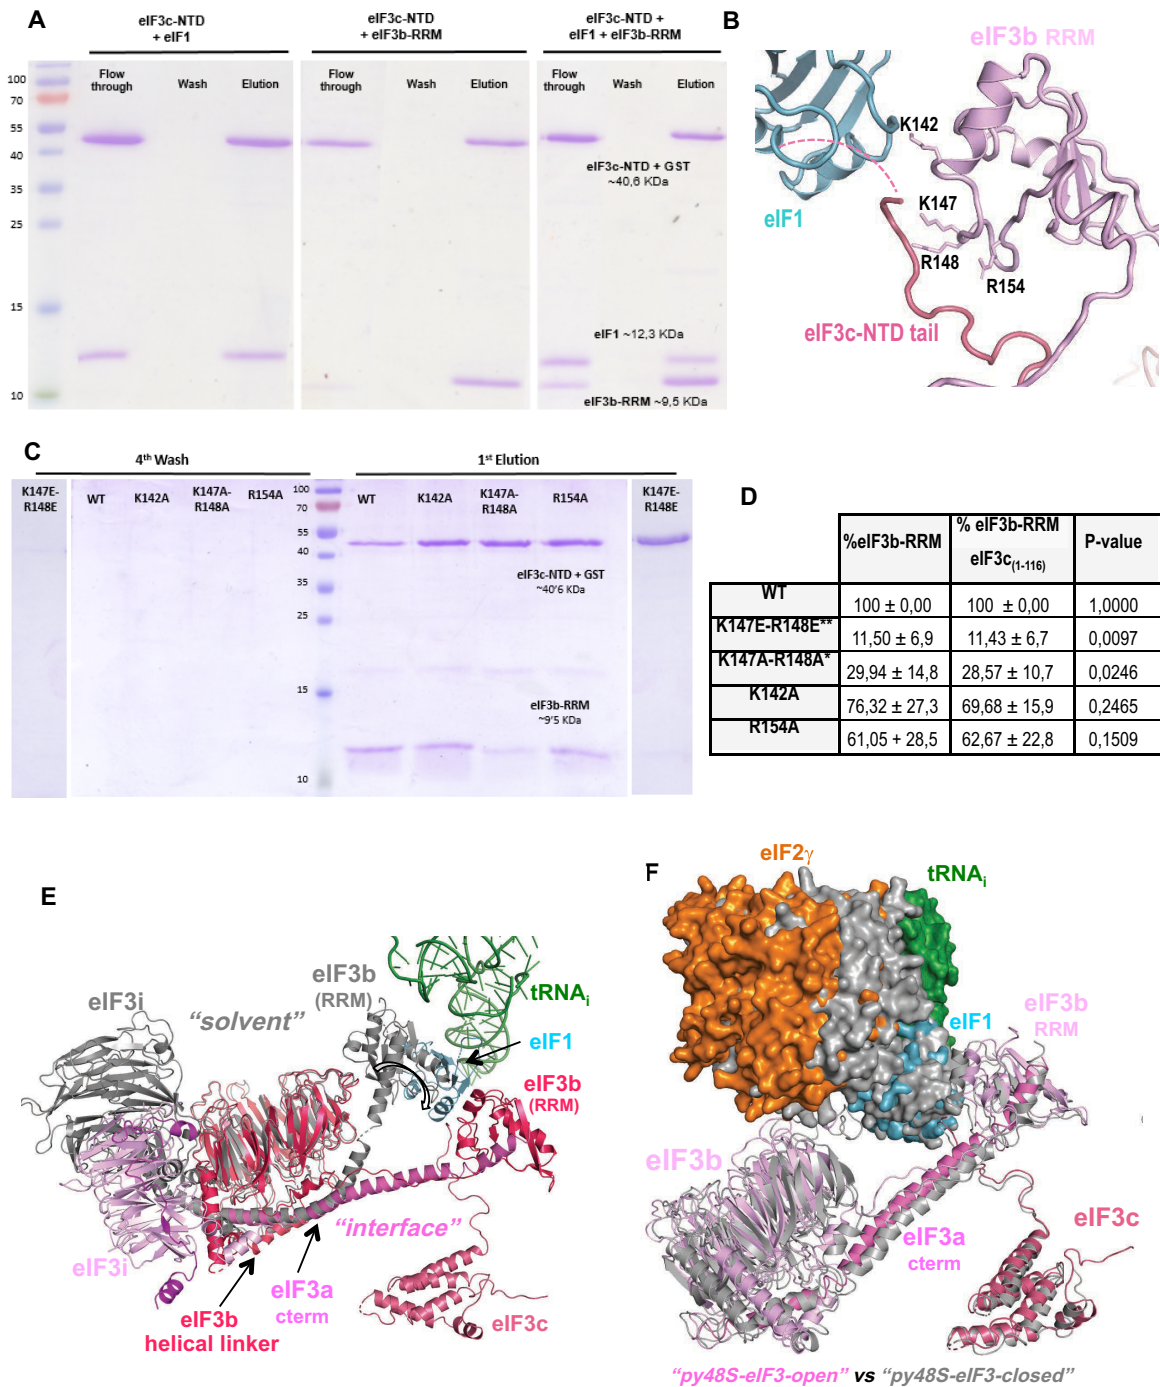 A
eIF3c-NTD
+ eIF1
eIF3c-NTD
+ eIF3b-RRM
eIF3c-NTD +
eIF1 + eIF3b-RRM
Flow
through
Wash
Elution
Flow
through
Wash
Elution
Flow
through
Wash
Elution
100
70
55
40
35
25
15
10
eIF3c-NTD + GST
~40,6 KDa
eIF1 ~12,3 KDa
eIF3b-RRM ~9,5 KDa
B
eIF3b RRM
K142
eIF1
K147
R148
R154
eIF3c-NTD tail
C
4th Wash
1st Elution
K147E-
R148E
WT
K142A
K147A-
R148A
R154A
100
70
55
40
35
25
15
10
WT
K142A
K147A-
R148A
R154A
K147E-
R148E
eIF3c-NTD + GST
~40'6 KDa
eIF3b-RRM
~9'5 KDa
D
%eIF3b-RRM
% eIF3b-RRM
eIF3c(1-116)
P-value
WT
100 ± 0,00
100 ± 0,00
1,0000
K147E-R148E**
11,50 ± 6,9
11,43 ± 6,7
0,0097
K147A-R148A*
29,94 ± 14,8
28,57 ± 10,7
0,0246
K142A
76,32 ± 27,3
69,68 ± 15,9
0,2465
R154A
61,05 + 28,5
62,67 ± 22,8
0,1509
E
eIF3i
"solvent"
eIF3b
(RRM)
tRNAi
eIF1
eIF3b
(RRM)
"interface"
eIF3i
eIF3a
cterm
eIF3b
helical linker
eIF3c
F
eIF2γ
tRNAi
eIF3b
RRM
eIF1
eIF3b
eIF3a
cterm
eIF3c
"py48S-eIF3-open" vs "py48S-eIF3-closed"